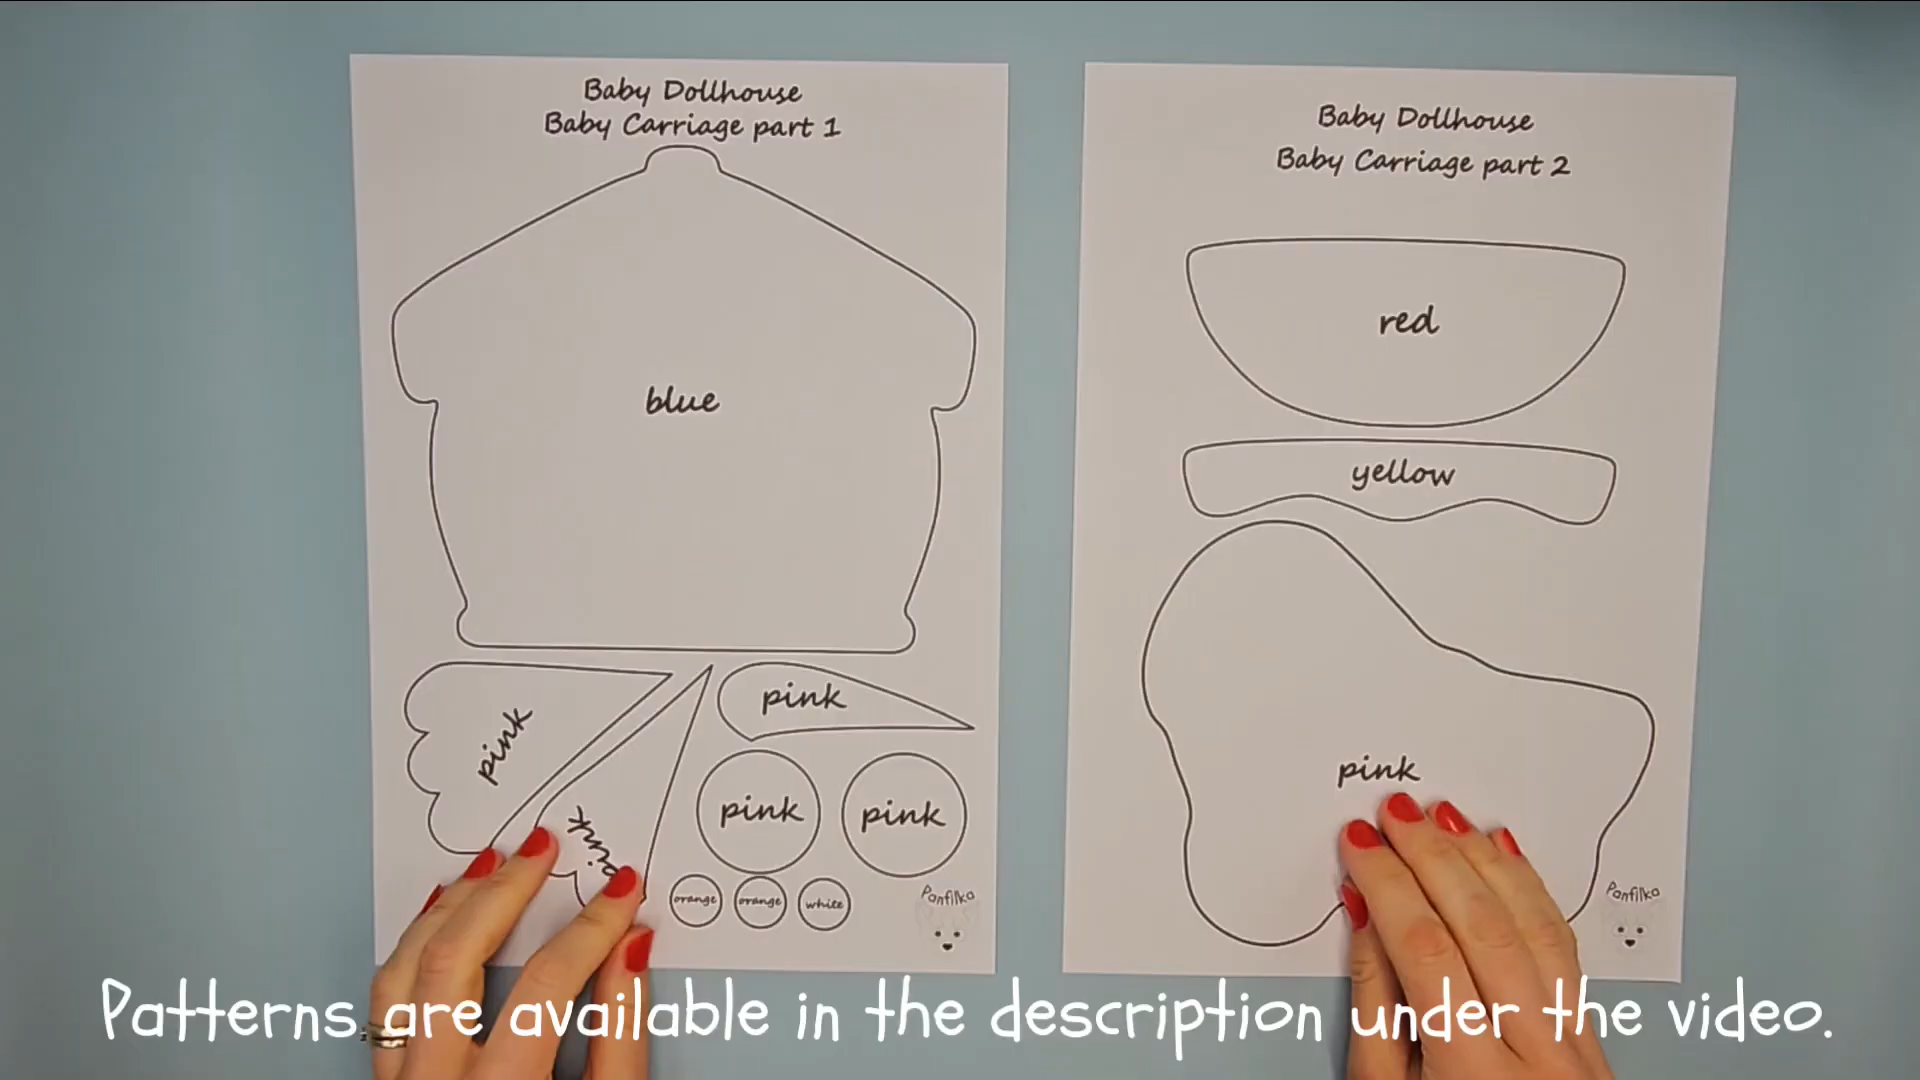 Baby Dollhouse
Baby Carriage part 1
blue
pink
pink
pink
pink
pink
orange
orange
white
Panfilka
Baby Dollhouse
Baby Carriage part 2
red
yellow
pink
Panfilka
Patterns are available in the description under the video.